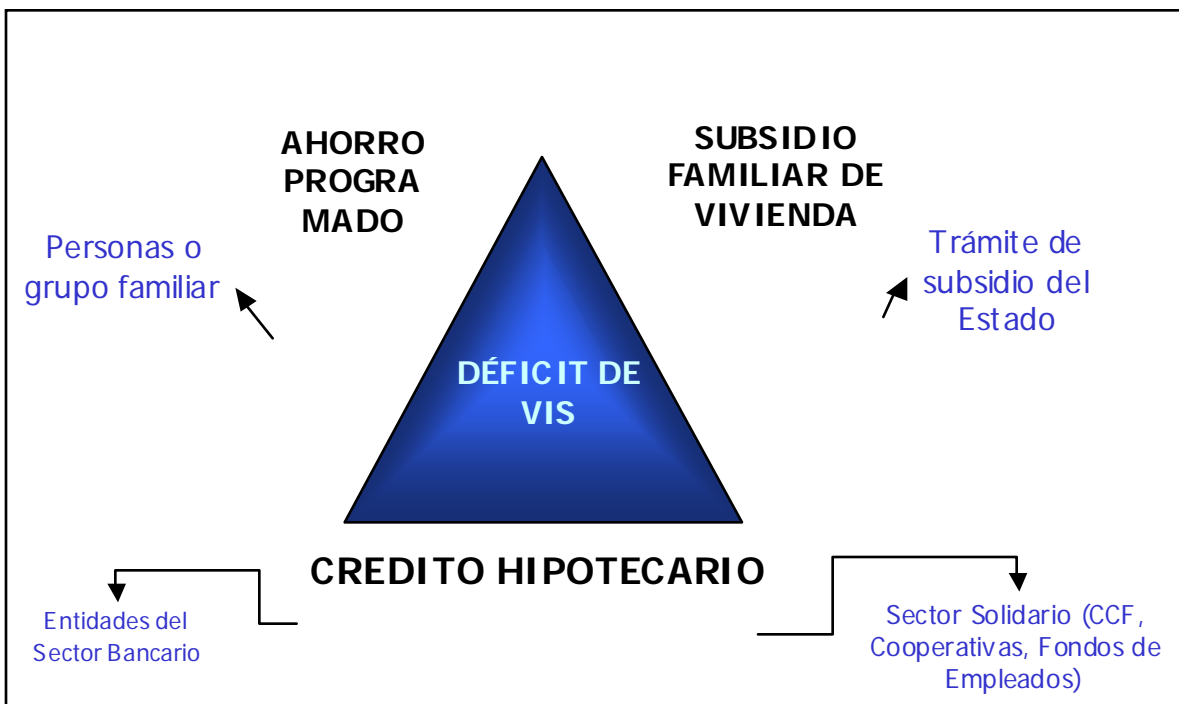 AHORRO
PROGRA
MADO
SUBSIDIO
FAMILIAR DE
VIVIENDA
Personas o
grupo familiar
Trámite de
subsidio del
Estado
DÉFICIT DE
VIS
CREDITO HIPOTECARIO
Entidades del
Sector Bancario
Sector Solidario (CCF,
Cooperativas, Fondos de
Empleados)